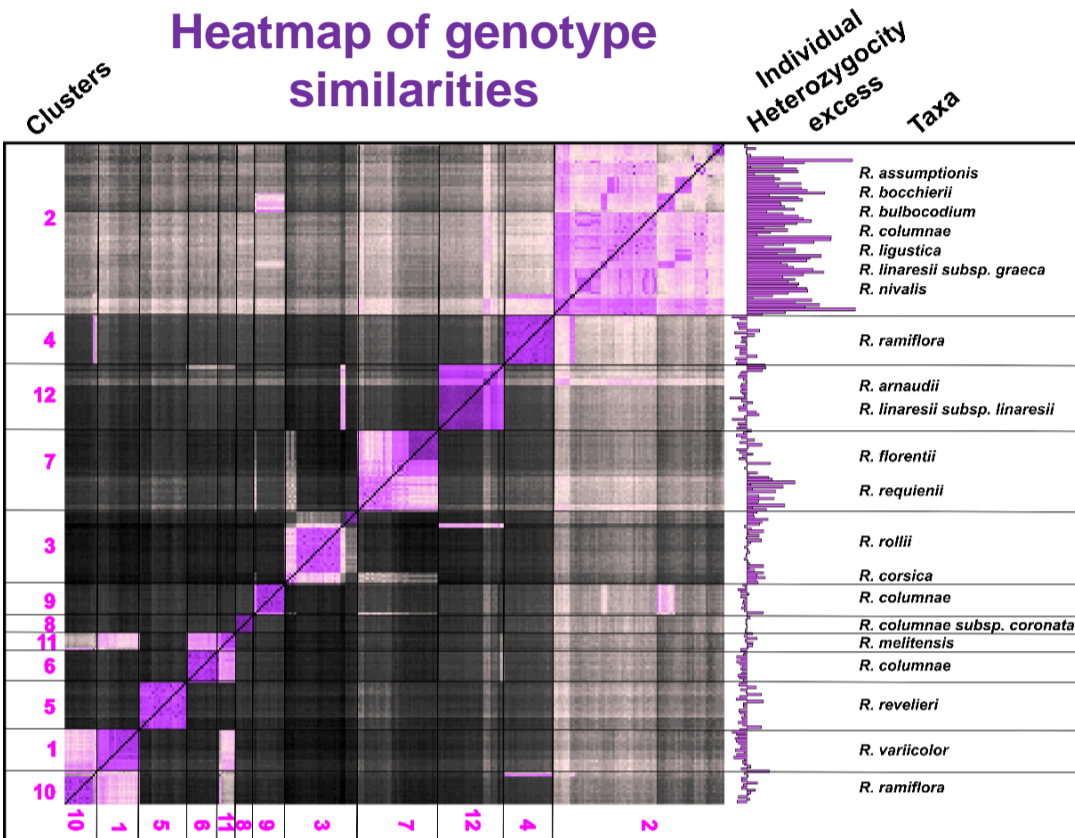 Heatmap of genotype
similarities
Clusters
Individual
Heterozygocity
excess
Taxa
2
R. assumptionis
R. bocchierii
R. bulbocodium
R. columnae
R. ligustica
R. linaresii subsp. graeca
R. nivalis
4
R. ramiflora
12
R. arnaudii
R. linaresii subsp. linaresii
7
R. florentii
R. requienii
3
R. rollii
R. corsica
9
R. columnae
8
R. columnae subsp. coronata
11
R. melitensis
6
R. columnae
5
R. revelieri
1
R. variicolor
10
R. ramiflora
10 1 5 6 11 8 9 3 7 12 4 2